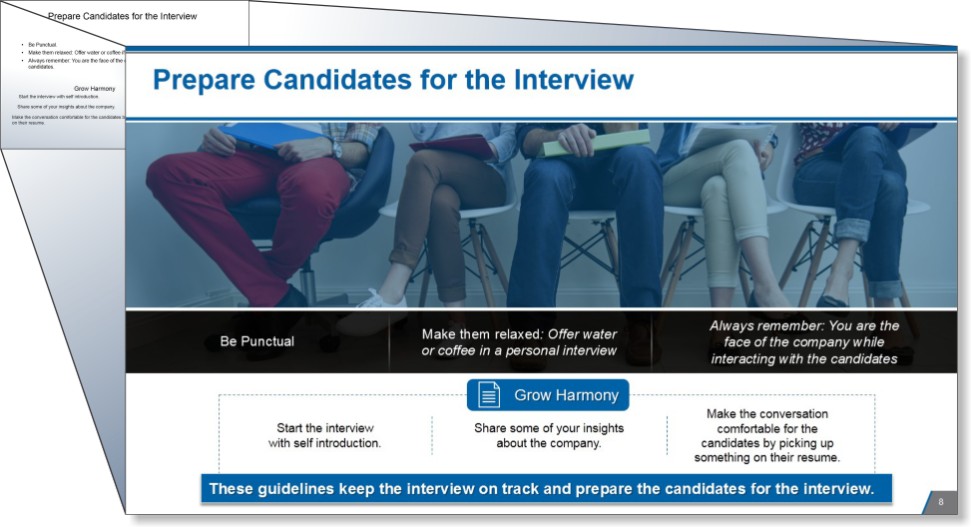 Prepare Candidates for the Interview
Be Punctual
Make them relaxed: Offer water or coffee
Always remember: You are the face of the
candidates.
Grow Harmony
Start the interview with self introduction.
Share some of your insights about the company.
Make the conversation comfortable for the candidates
on their resume.
Prepare Candidates for the Interview
Be Punctual
Make them relaxed: Offer water
or coffee in a personal interview
Always remember: You are the
face of the company while
interacting with the candidates
Grow Harmony
Start the interview
with self introduction.
Share some of your insights
about the company.
Make the conversation
comfortable for the
candidates by picking up
something on their resume.
These guidelines keep the interview on track and prepare the candidates for the interview.
8